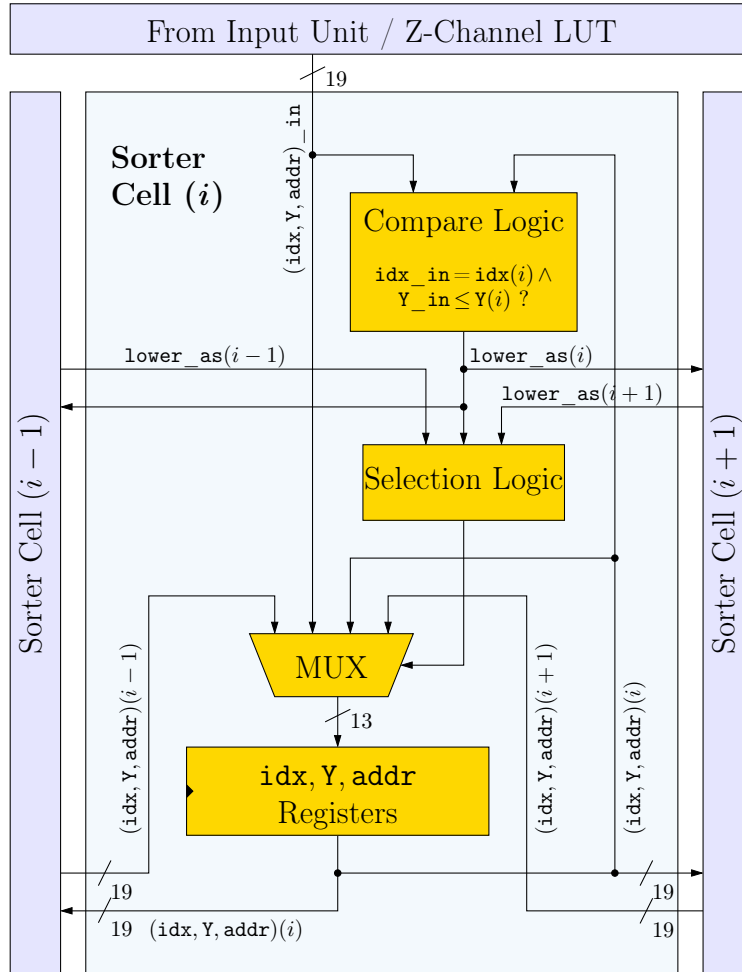 From Input Unit / Z-Channel LUT
19
(idx, Y, addr)_in
Sorter
Cell (i)
Compare Logic
idx_in = idx(i) ∧
Y_in ≤ Y(i) ?
lower_as(i − 1)
lower_as(i)
lower_as(i + 1)
Selection Logic
Sorter Cell (i − 1)
Sorter Cell (i + 1)
MUX
13
(idx, Y, addr)(i − 1)
(idx, Y, addr)(i + 1)
(idx, Y, addr)(i)
idx, Y, addr
Registers
19
19
19
19
(idx, Y, addr)(i)